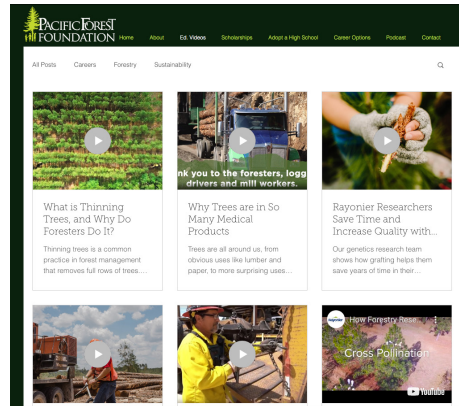 PACIFIC FOREST
FOUNDATION
Home About Ed. Videos Scholarships Adopt a High School Career Options Podcast Contact
All Posts Careers Forestry Sustainability
nk you to the foresters, logg
drivers and mill workers.
What is Thinning
Trees, and Why Do
Foresters Do It?
Thinning trees is a common
practice in forest management
that removes full rows of trees....
Why Trees are in So
Many Medical
Products
Trees are all around us, from
obvious uses like lumber and
paper, to more surprising uses...
Rayonier Researchers
Save Time and
Increase Quality with...
Our genetics research team
shows how grafting helps them
save years of time in their...
Rayonier
How Forestry Rese...
Cross Pollination
YouTube